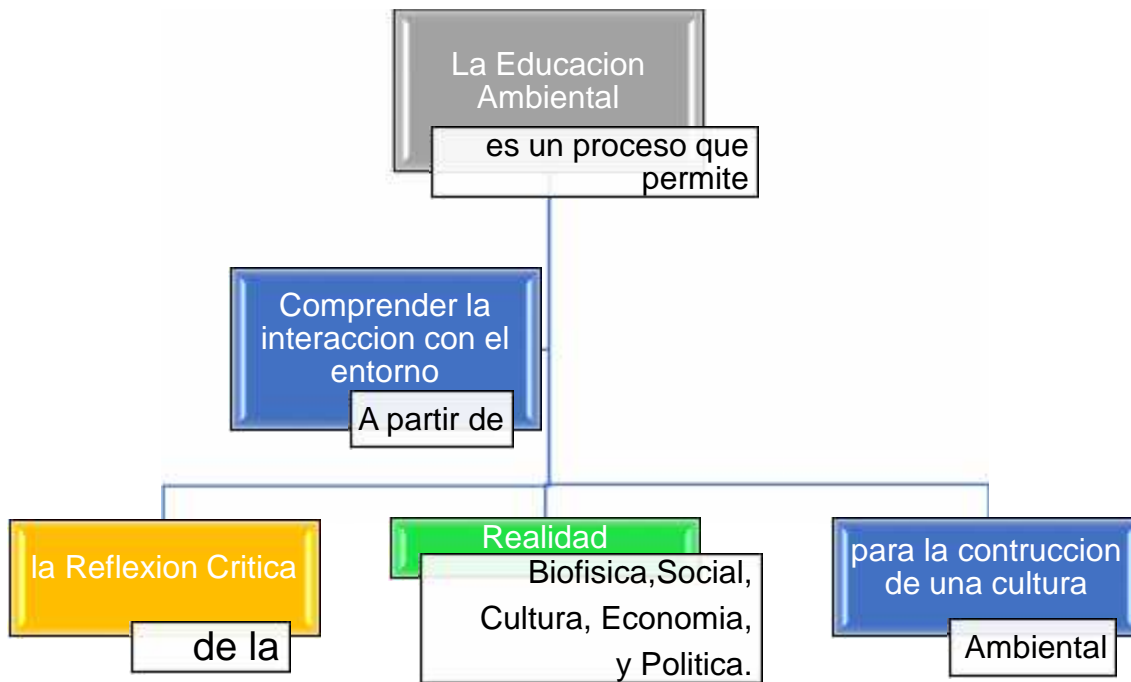 La Educacion
Ambiental
es un proceso que
permite
Comprender la
interaccion con el
entorno
A partir de
la Reflexion Critica
de la
Realidad
Biofisica,Social,
Cultura, Economia,
y Politica.
para la contruccion
de una cultura
Ambiental